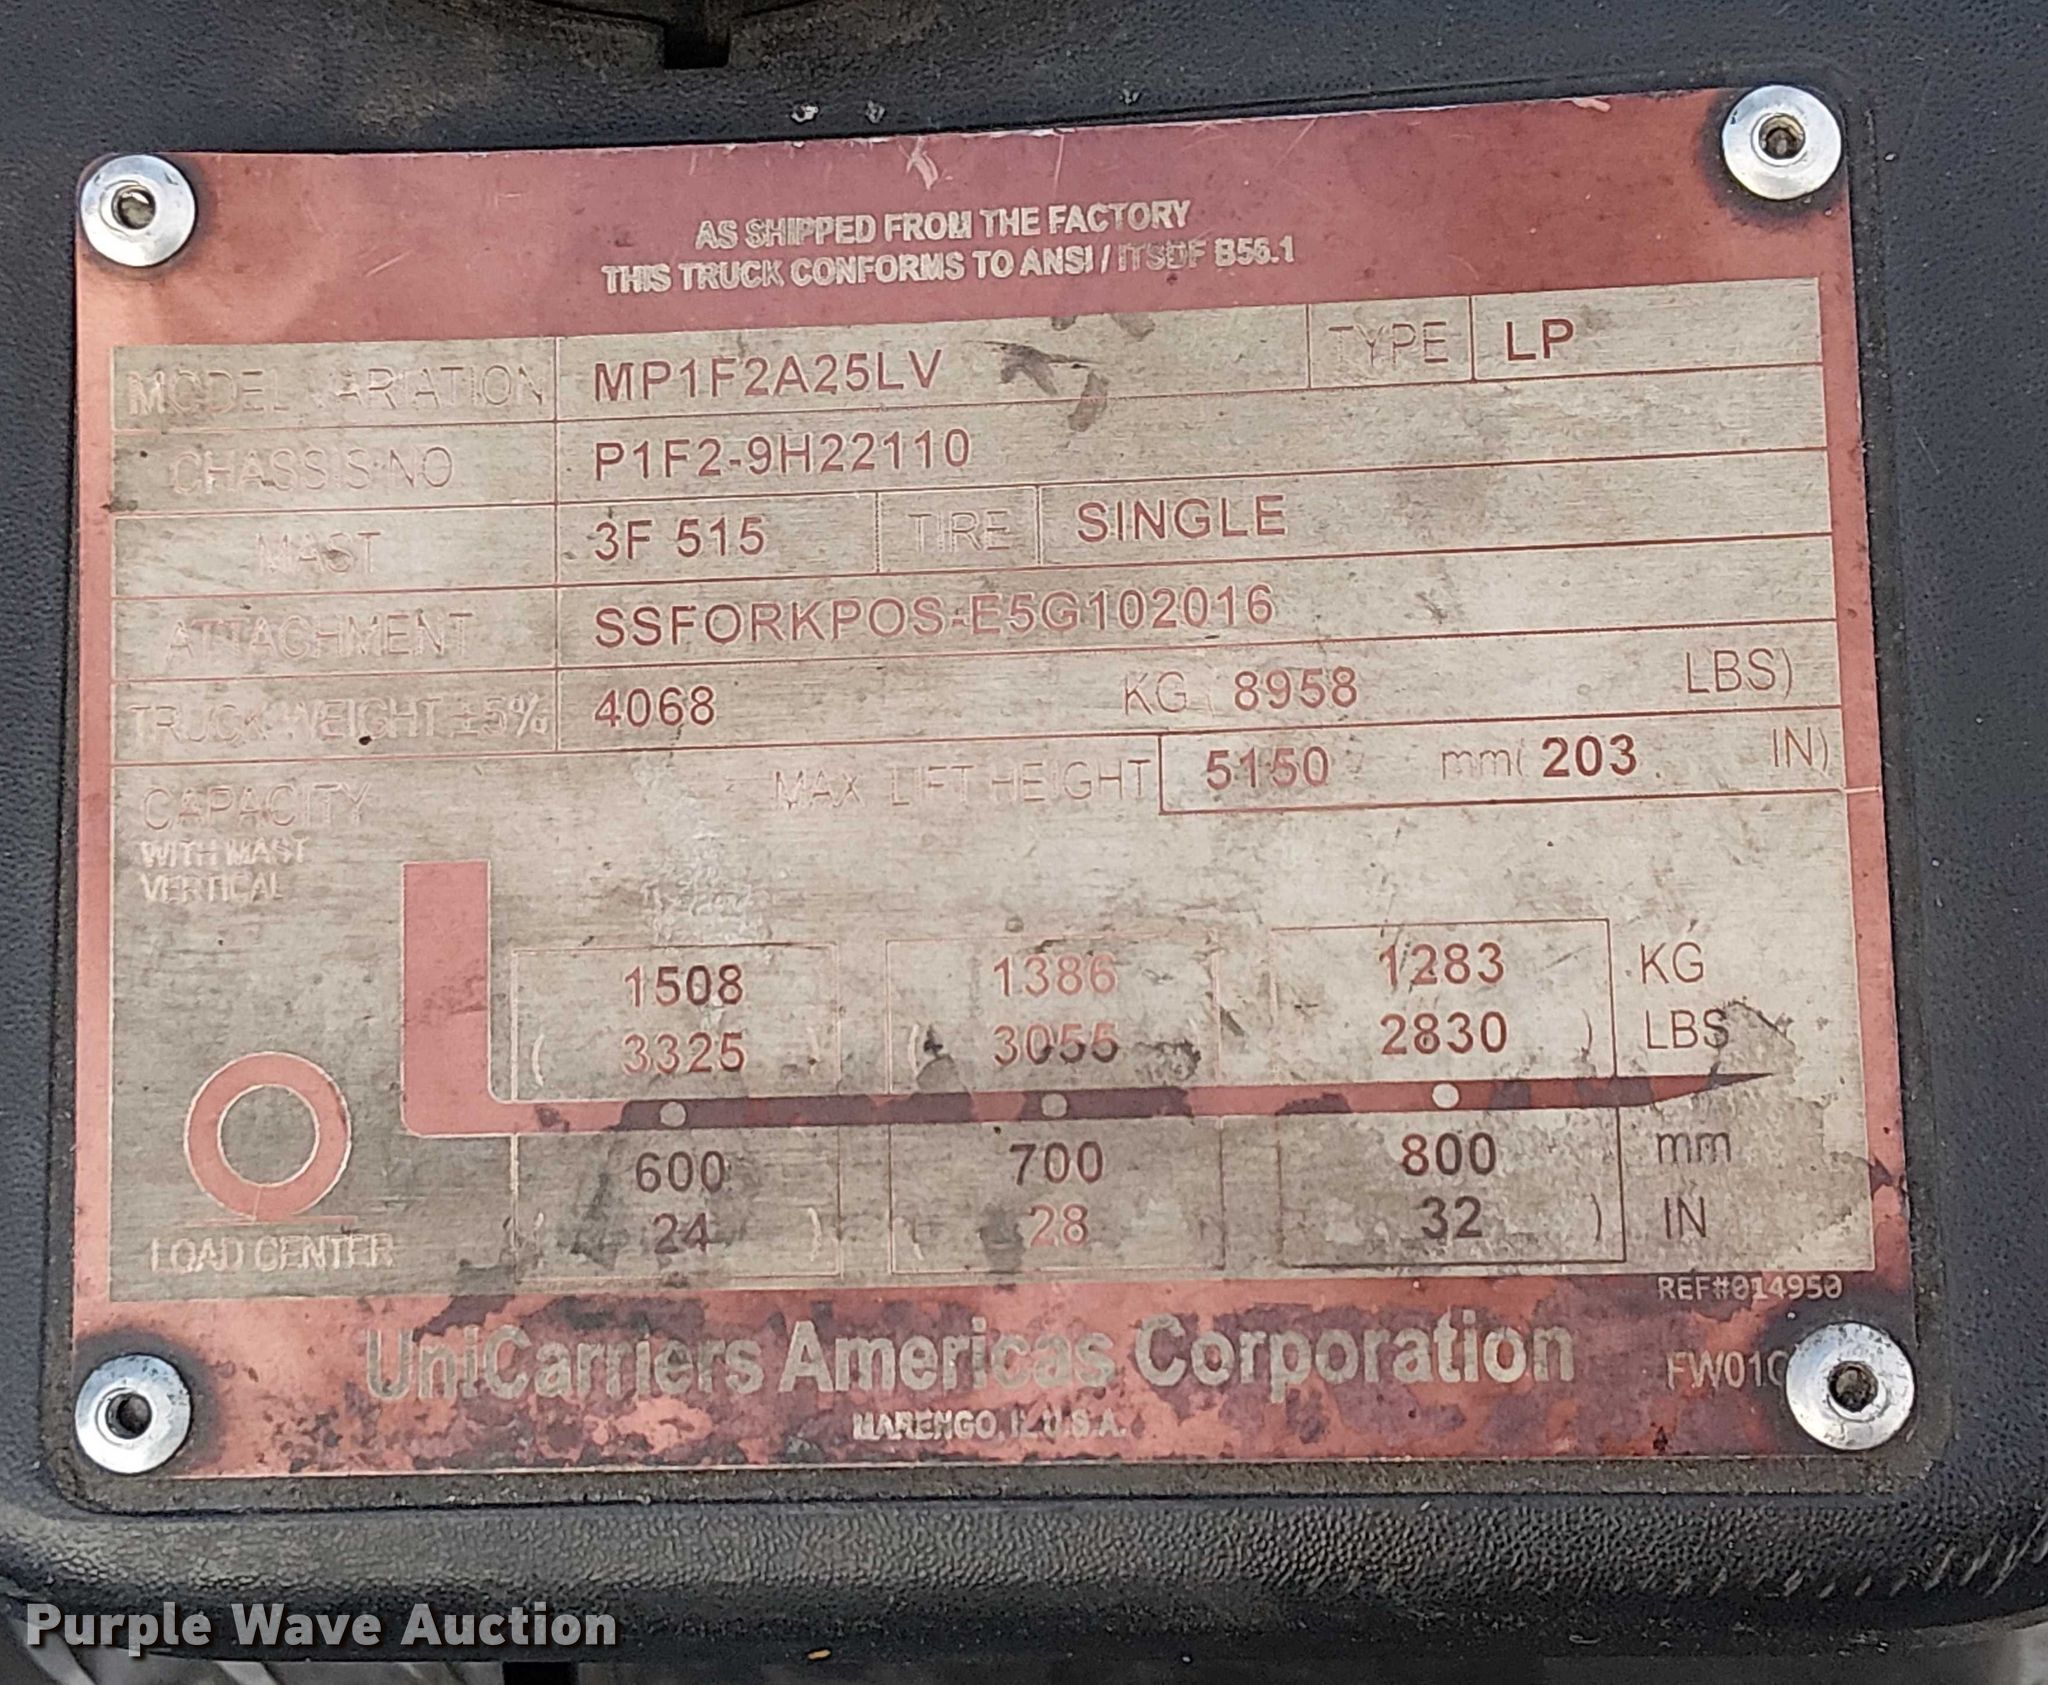 AS SHIPPED FROM THE FACTORY
THIS TRUCK CONFORMS TO ANSI / ITSDF B56.1
MODEL VARIATION MP1F2A25LV TYPE LP
CHASSIS NO P1F2-9H22110
MAST 3F 515 TIRE SINGLE
ATTACHMENT SSFORKPOS-E5G102016
TRUCK WEIGHT ±5% 4068 KG ( 8958 LBS)
MAX LIFT HEIGHT 5150 mm( 203 IN)
CAPACITY
WITH MAST
VERTICAL
1508 1386 1283 KG
( 3325 ) ( 3055 ) 2830 ) LBS
600 700 800 mm
( 24 ) ( 28 32 ) IN
LOAD CENTER
REF#014950
UniCarriers Americas Corporation
MARENGO, IL U.S.A.
Purple Wave Auction